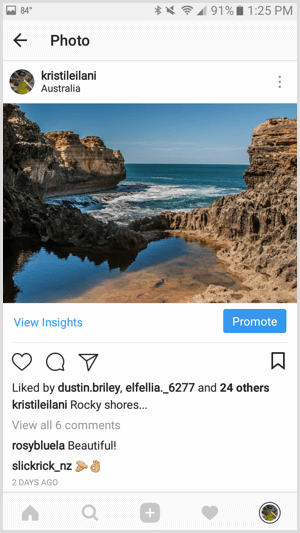 84° 91% 1:25 PM
Photo
kristileilani
Australia
View Insights Promote
Liked by dustin.briley, elfellia._6277 and 24 others
kristileilani Rocky shores...
View all 6 comments
rosybluela Beautiful!
slickrick_nz
2 DAYS AGO